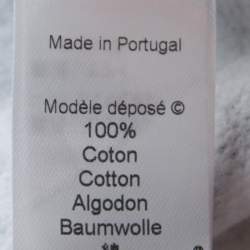 Made in Portugal
Modèle déposé ©
100%
Coton
Cotton
Algodon
Baumwolle